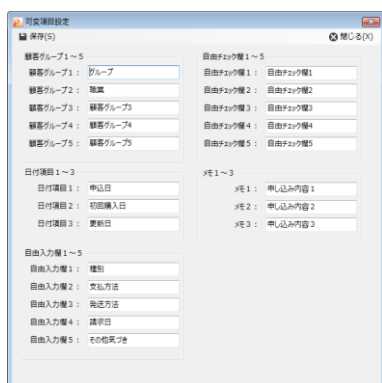 可変項目設定
保存(S)
閉じる(X)
顧客グループ1～5
顧客グループ1： グループ
顧客グループ2： 職業
顧客グループ3： 顧客グループ3
顧客グループ4： 顧客グループ4
顧客グループ5： 顧客グループ5
自由チェック欄1～5
自由チェック欄1： 自由チェック欄1
自由チェック欄2： 自由チェック欄2
自由チェック欄3： 自由チェック欄3
自由チェック欄4： 自由チェック欄4
自由チェック欄5： 自由チェック欄5
日付項目1～3
日付項目1： 申込日
日付項目2： 初回購入日
日付項目3： 更新日
メモ1～3
メモ1： 申し込み内容1
メモ2： 申し込み内容2
メモ3： 申し込み内容3
自由入力欄1～5
自由入力欄1： 種別
自由入力欄2： 支払方法
自由入力欄3： 発送方法
自由入力欄4： 請求日
自由入力欄5： その他気づき